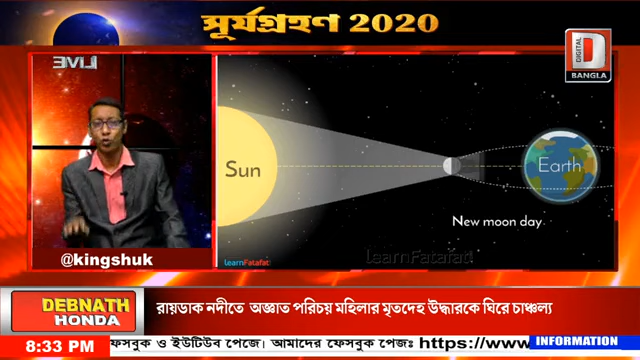 সূর্যগ্রহণ 2020
LIVE
DIGITAL
D
BANGLA
Sun
Earth
New moon day
LearnFatafat
LearnFatafat
@kingshuk
DEBNATH
HONDA
রায়ডাক নদীতে অজ্ঞাত পরিচয় মহিলার মৃতদেহ উদ্ধারকে ঘিরে চাঞ্চল্য
8:33 PM
ফেসবুক ও ইউটিউব পেজে। আমাদের ফেসবুক পেজঃ https://www
INFORMATION